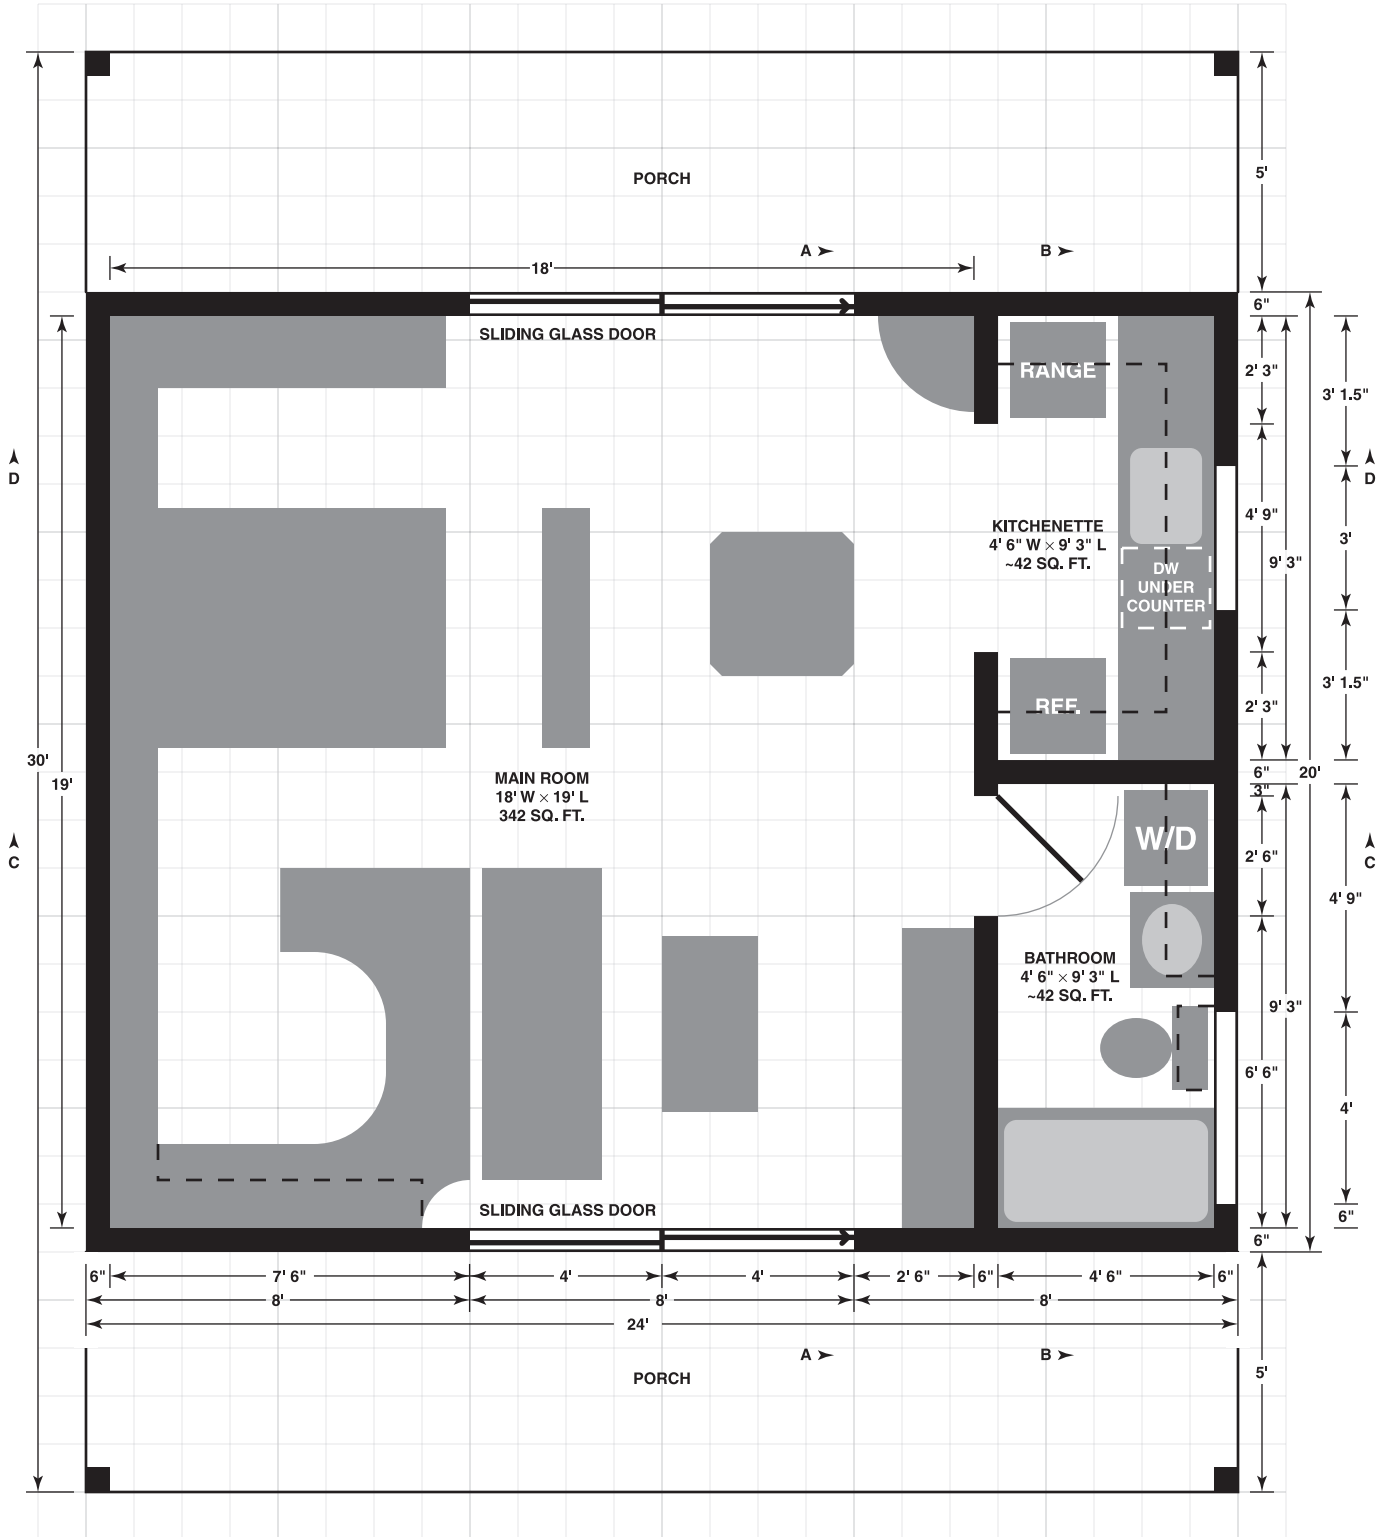 5'
PORCH
A
B
18'
6"
SLIDING GLASS DOOR
RANGE
2' 3"
3' 1.5"
D
D
KITCHENETTE
4' 6" W × 9' 3" L
~42 SQ. FT.
4' 9"
9' 3"
3'
DW
UNDER
COUNTER
3' 1.5"
REF.
2' 3"
30'
19'
MAIN ROOM
18' W × 19' L
342 SQ. FT.
6"
20'
3"
W/D
2' 6"
C
C
4' 9"
BATHROOM
4' 6" × 9' 3" L
~42 SQ. FT.
9' 3"
6' 6"
4'
SLIDING GLASS DOOR
6"
6"
6"
7' 6"
4'
4'
2' 6"
6"
4' 6"
6"
8'
8'
8'
24'
A
B
PORCH
5'